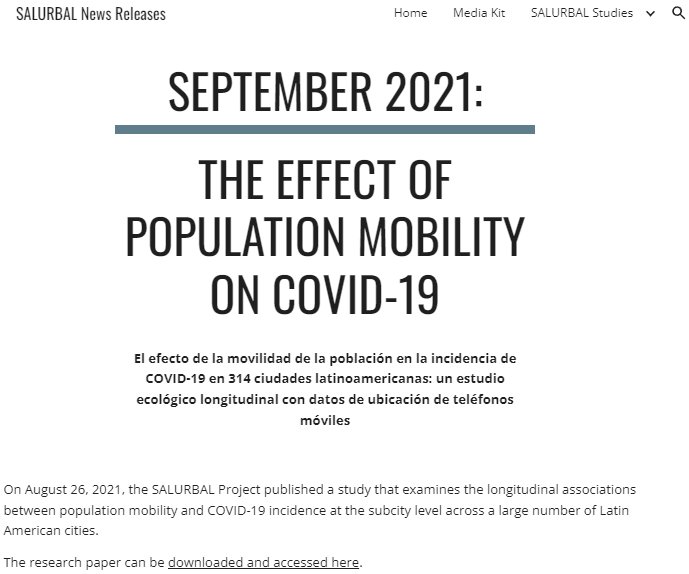 SALURBAL News Releases
Home
Media Kit
SALURBAL Studies
SEPTEMBER 2021:
THE EFFECT OF
POPULATION MOBILITY
ON COVID-19
El efecto de la movilidad de la población en la incidencia de
COVID-19 en 314 ciudades latinoamericanas: un estudio
ecológico longitudinal con datos de ubicación de teléfonos
móviles
On August 26, 2021, the SALURBAL Project published a study that examines the longitudinal associations
between population mobility and COVID-19 incidence at the subcity level across a large number of Latin
American cities.
The research paper can be downloaded and accessed here.